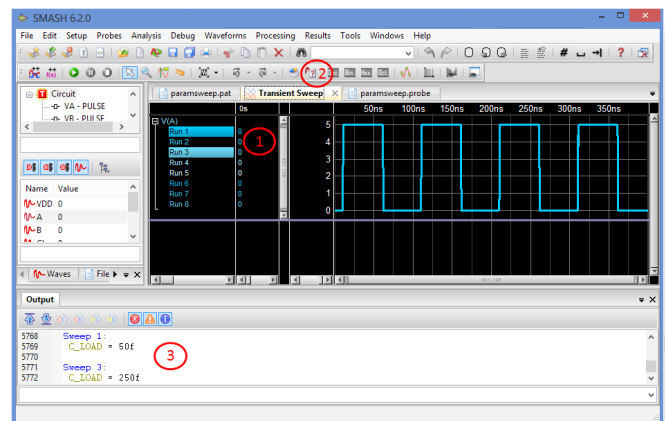 SMASH 6.2.0
File Edit Setup Probes Analysis Debug Waveforms Processing Results Tools Windows Help
# ? 
2
Circuit
VA - PULSE
VB - PULSE
Name Value
VDD 0
A 0
B 0
Waves File
paramsweep.pat Transient Sweep paramsweep.probe
0s 50ns 100ns 150ns 200ns 250ns 300ns 350ns
V(A)
Run 1 0
Run 2 0
Run 3 0
Run 4 0
Run 5 0
Run 6 0
Run 7 0
Run 8 0
1
5
4
3
2
1
0
Output
5768 Sweep 1:
5769 C_LOAD = 50f
5770
5771 Sweep 3:
5772 C_LOAD = 250f
3